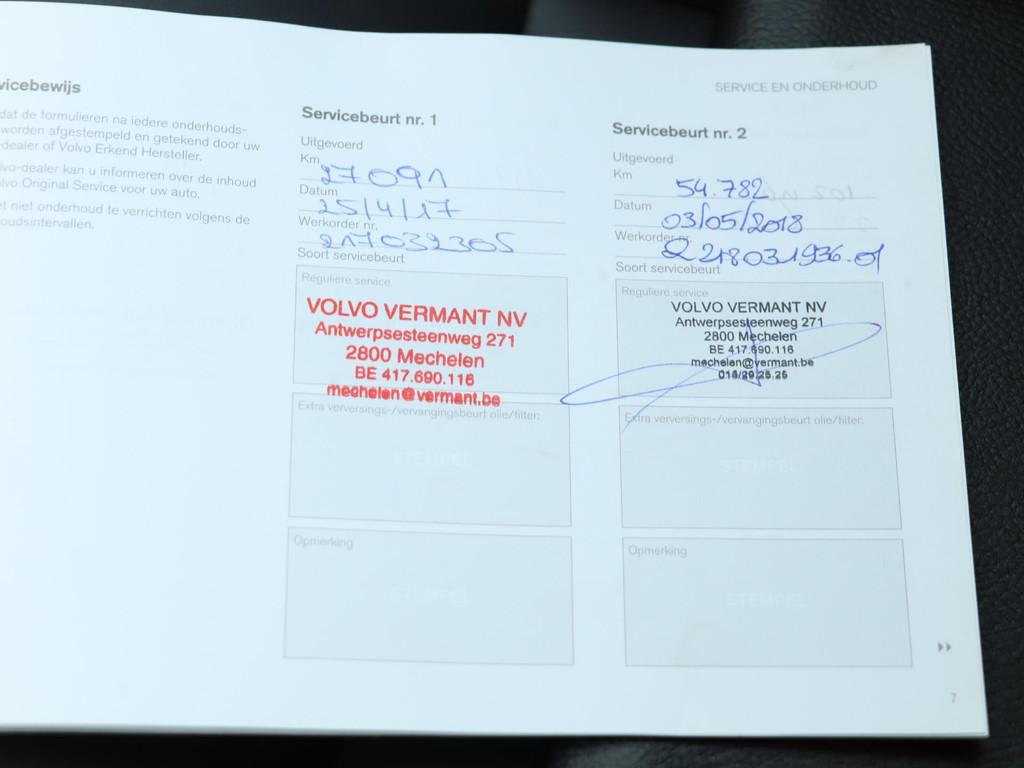 SERVICE EN ONDERHOUD
vicebewijs
dat de formulieren na iedere onderhouds-
worden afgestempeld en getekend door uw
-dealer of Volvo Erkend Hersteller.
lvo-dealer kan u informeren over de inhoud
lvo Original Service voor uw auto.
et niet onderhoud te verrichten volgens de
oudsintervallen.
Servicebeurt nr. 1
Uitgevoerd
Km 27091
Datum 25/4/17
Werkorder nr. 217032305
Soort servicebeurt
Reguliere service
VOLVO VERMANT NV
Antwerpsesteenweg 271
2800 Mechelen
BE 417.690.116
mechelen@vermant.be
Extra verversings-/vervangingsbeurt olie/filter:
STEMPEL
Opmerking
STEMPEL
Servicebeurt nr. 2
Uitgevoerd
Km 54.782
Datum 03/05/2018
Werkorder nr. 218031936.01
Soort servicebeurt
Reguliere service
VOLVO VERMANT NV
Antwerpsesteenweg 271
2800 Mechelen
BE 417.690.116
mechelen@vermant.be
Extra verversings-/vervangingsbeurt olie/filter:
STEMPEL
Opmerking
STEMPEL
7